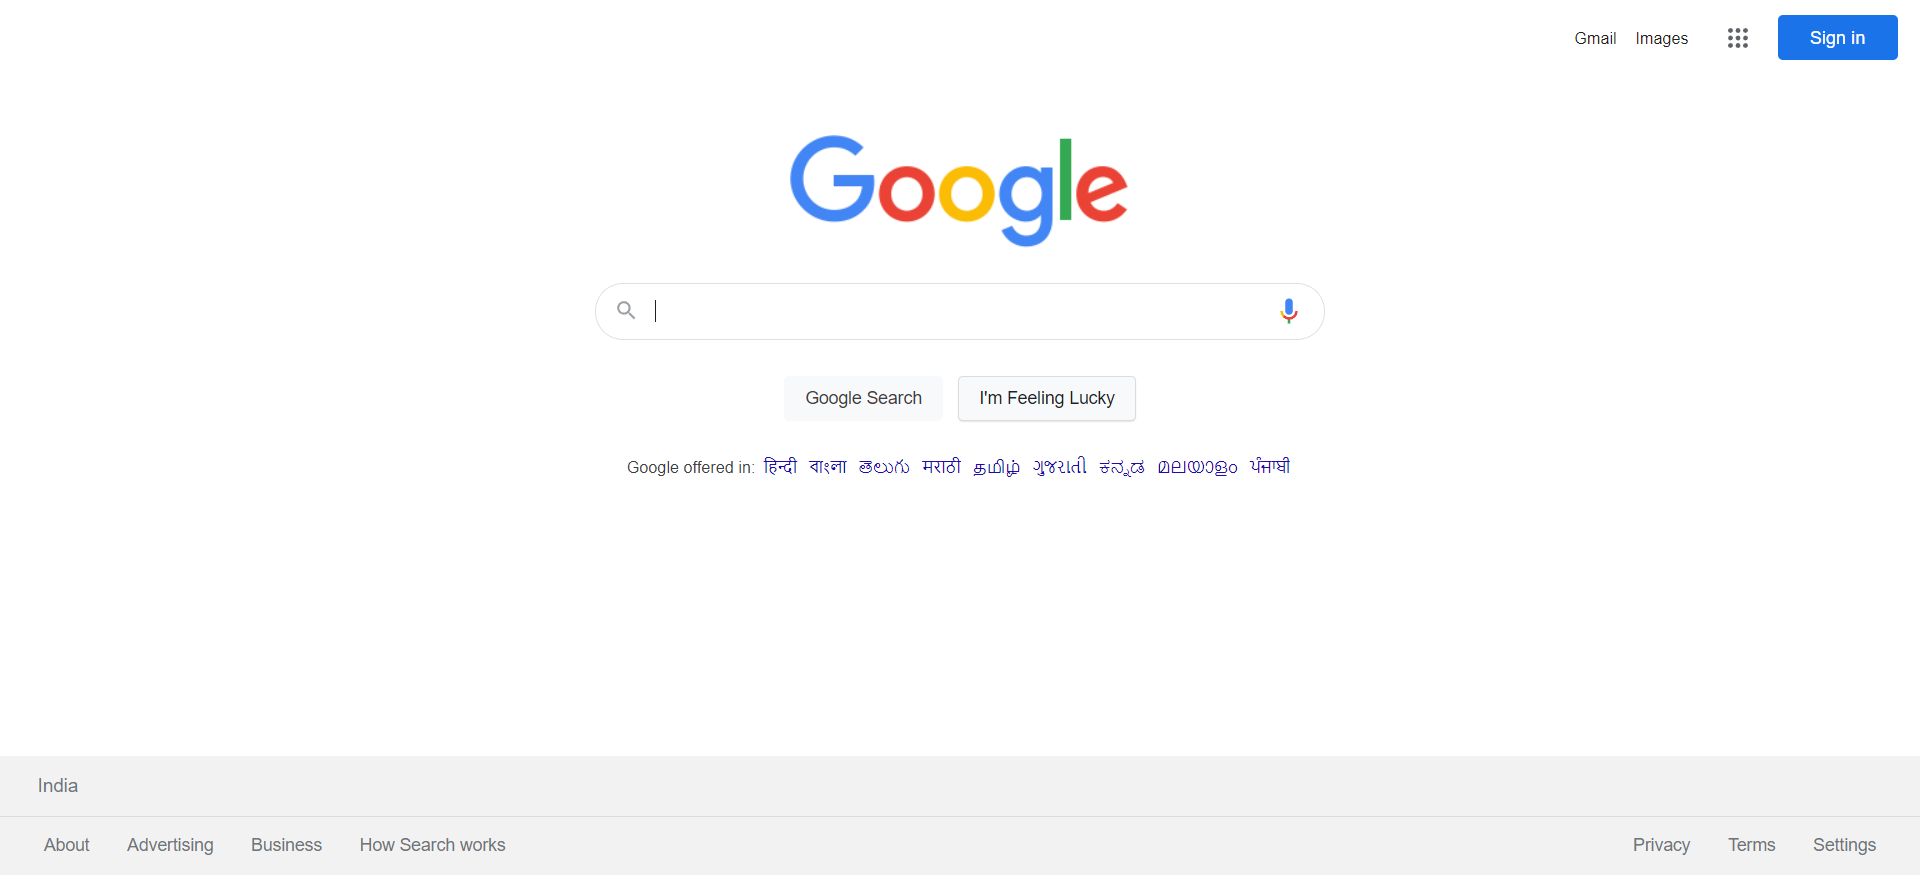 Gmail Images Sign in
Google
Google Search I'm Feeling Lucky
Google offered in: हिन्दी বাংলা తెలుగు मराठी தமிழ் ગુજરાતી ಕನ್ನಡ മലയാളം ਪੰਜਾਬੀ
India
About Advertising Business How Search works Privacy Terms Settings